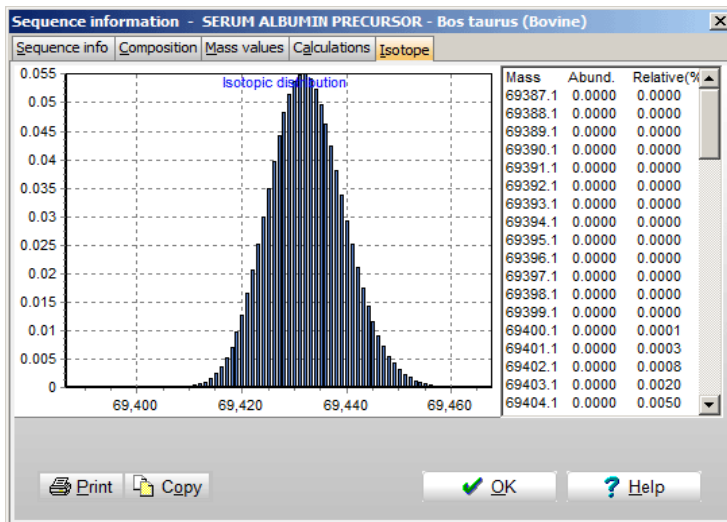 Sequence information - SERUM ALBUMIN PRECURSOR - Bos taurus (Bovine)
Sequence info Composition Mass values Calculations Isotope
Isotopic distribution
0.055
0.05
0.045
0.04
0.035
0.03
0.025
0.02
0.015
0.01
0.005
0
69,400 69,420 69,440 69,460
Mass Abund. Relative(%
69387.1 0.0000 0.0000
69388.1 0.0000 0.0000
69389.1 0.0000 0.0000
69390.1 0.0000 0.0000
69391.1 0.0000 0.0000
69392.1 0.0000 0.0000
69393.1 0.0000 0.0000
69394.1 0.0000 0.0000
69395.1 0.0000 0.0000
69396.1 0.0000 0.0000
69397.1 0.0000 0.0000
69398.1 0.0000 0.0000
69399.1 0.0000 0.0000
69400.1 0.0000 0.0001
69401.1 0.0000 0.0003
69402.1 0.0000 0.0008
69403.1 0.0000 0.0020
69404.1 0.0000 0.0050
Print Copy OK Help